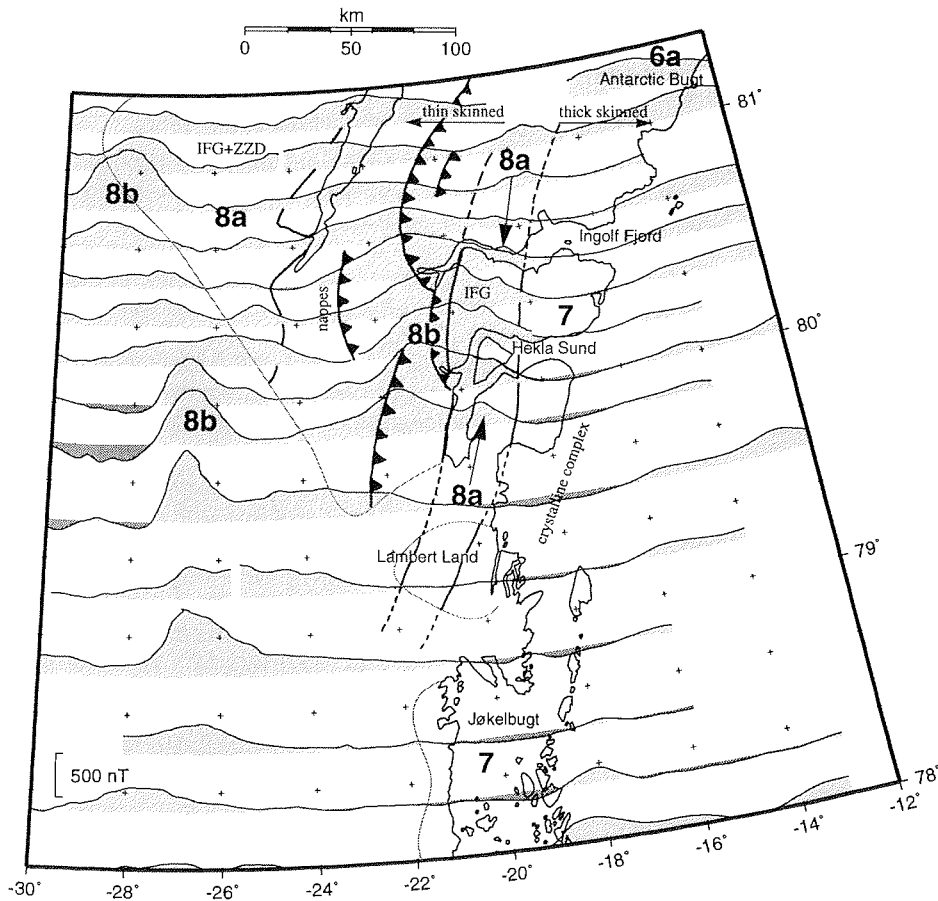 km
0 50 100
6a
Antarctic Bugt
81°
thin skinned
thick skinned
IFG+ZZD
8a
8b
8a
Ingolf Fjord
nappes
IFG
7
80°
8b
Hekla Sund
8b
crystalline complex
8a
79°
Lambert Land
Jøkelbugt
7
500 nT
78°
-30° -28° -26° -24° -22° -20° -18° -16° -14° -12°